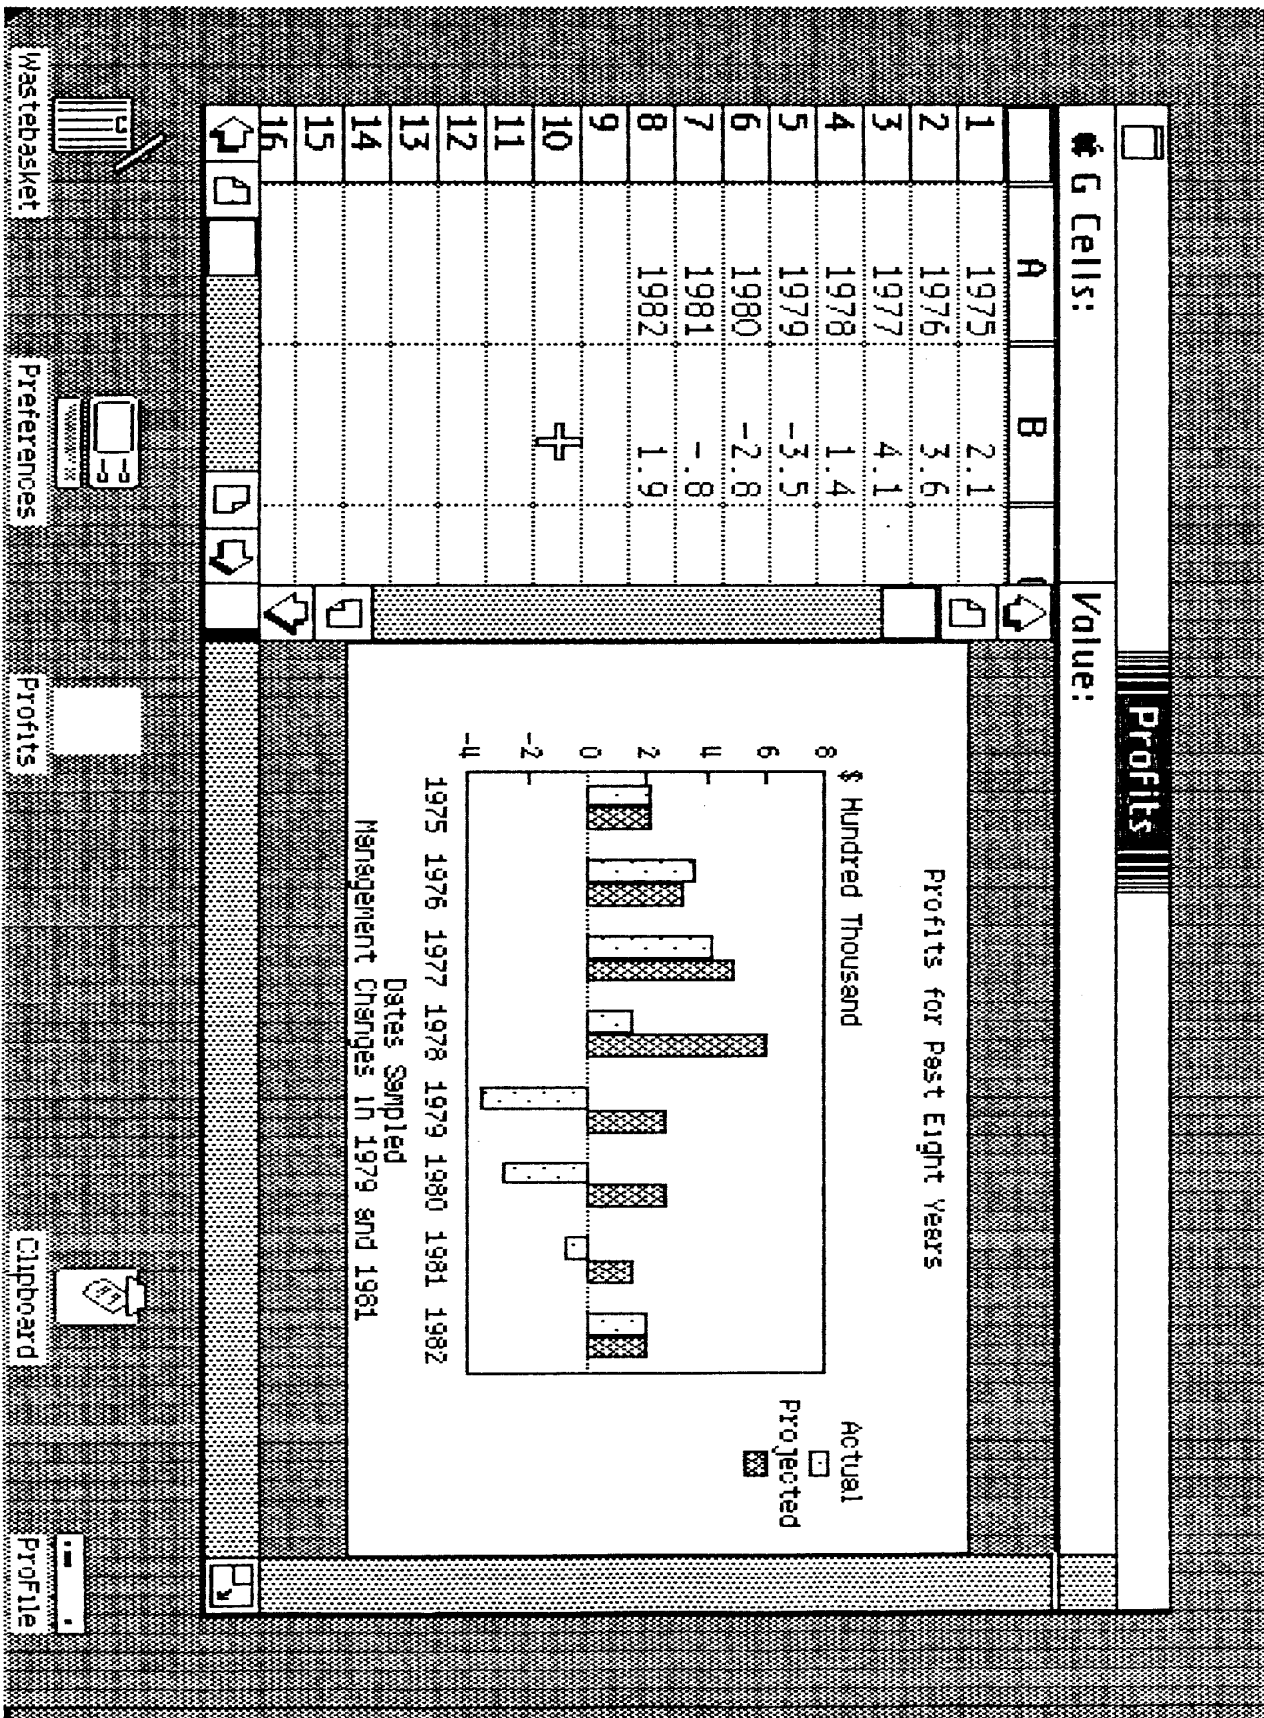 Profits
G Cells:
Value:
A B
1 1975 2.1
2 1976 3.6
3 1977 4.1
4 1978 1.4
5 1979 -3.5
6 1980 -2.8
7 1981 -.8
8 1982 1.9
9
10
11
12
13
14
15
16
Profits for Past Eight Years
$ Hundred Thousand
Actual
Projected
8
6
4
2
0
-2
-4
1975 1976 1977 1978 1979 1980 1981 1982
Dates Sampled
Management Changes in 1979 and 1981
Wastebasket Preferences Profits Clipboard ProFile